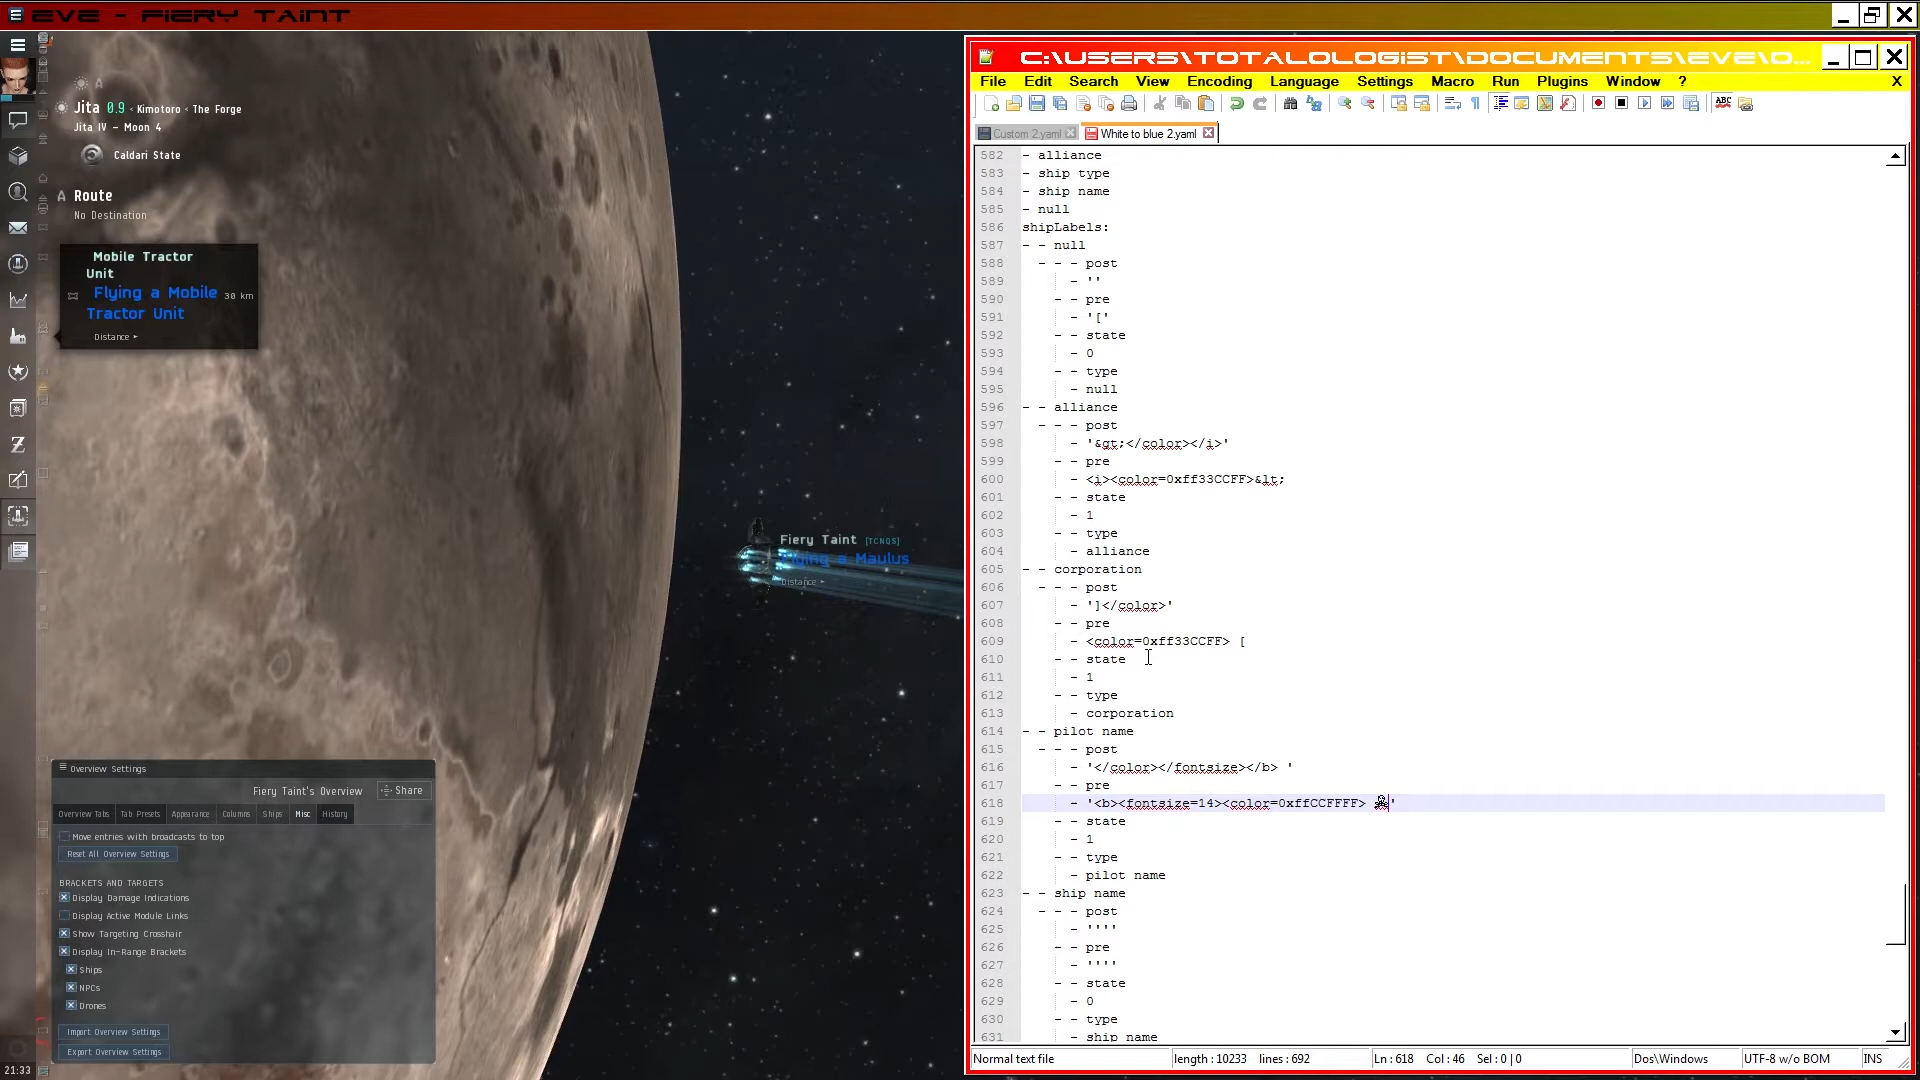 EVE - Fiery Taint
A
Jita 0.9 < Kimotoro < The Forge
Jita IV - Moon 4
Caldari State
A Route
No Destination
Mobile Tractor
Unit
Flying a Mobile 30 km
Tractor Unit
Distance
Fiery Taint [TCNQS]
Flying a Maulus
Distance
Overview Settings
Fiery Taint's Overview Share
Overview Tabs Tab Presets Appearance Columns Ships Misc History
Move entries with broadcasts to top
Reset All Overview Settings
BRACKETS AND TARGETS
Display Damage Indications
Display Active Module Links
Show Targeting Crosshair
Display In-Range Brackets
Ships
NPCs
Drones
Import Overview Settings
Export Overview Settings
21:33
C:\USERS\TOTALOLOGIST\DOCUMENTS\EVE\O...
File Edit Search View Encoding Language Settings Macro Run Plugins Window ? X
Custom 2.yaml White to blue 2.yaml
582 - alliance
583 - ship type
584 - ship name
585 - null
586 shipLabels:
587 - - null
588 - - - post
589 - ''
590 - - pre
591 - '['
592 - - state
593 - 0
594 - - type
595 - null
596 - - alliance
597 - - - post
598 - '&gt;</color></i>'
599 - - pre
600 - <i><color=0xff33CCFF>&lt;
601 - - state
602 - 1
603 - - type
604 - alliance
605 - - corporation
606 - - - post
607 - ']</color>'
608 - - pre
609 - <color=0xff33CCFF> [
610 - - state
611 - 1
612 - - type
613 - corporation
614 - - pilot name
615 - - - post
616 - '</color></fontsize></b> '
617 - - pre
618 - '<b><fontsize=14><color=0xffCCFFFF> '
619 - - state
620 - 1
621 - - type
622 - pilot name
623 - - ship name
624 - - - post
625 - ''''
626 - - pre
627 - ''''
628 - - state
629 - 0
630 - - type
631 - ship name
Normal text file length : 10233 lines : 692 Ln : 618 Col : 46 Sel : 0 | 0 Dos\Windows UTF-8 w/o BOM INS